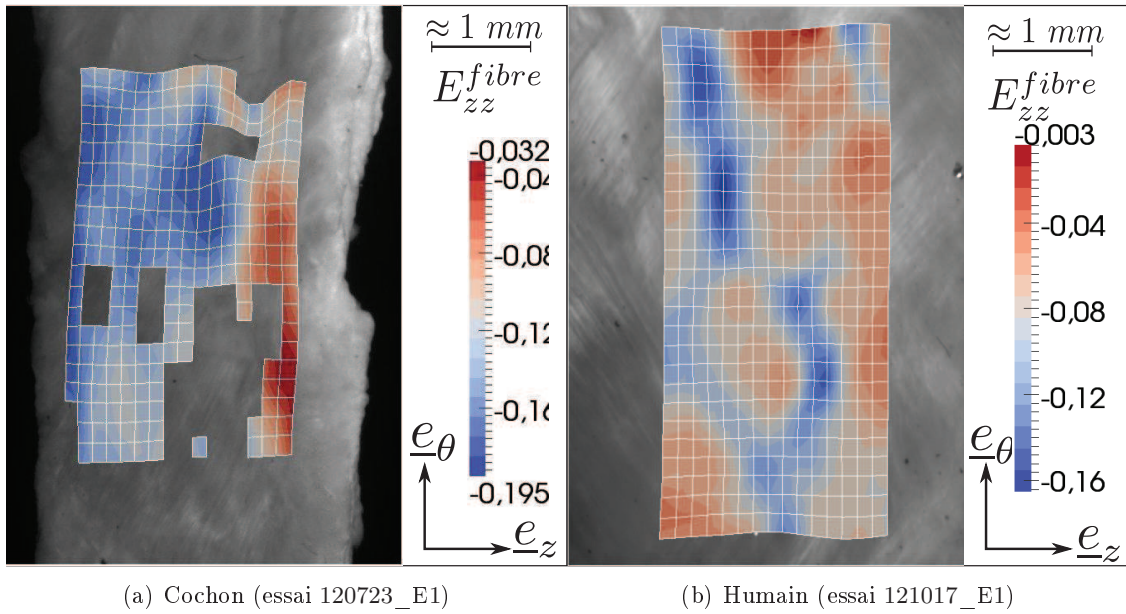 ≈ 1 mm
E_zz^fibre
-0,032
-0,04
-0,08
-0,12
-0,16
-0,195
e_θ
e_z
≈ 1 mm
E_zz^fibre
-0,003
-0,04
-0,08
-0,12
-0,16
e_θ
e_z
(a) Cochon (essai 120723_E1)
(b) Humain (essai 121017_E1)